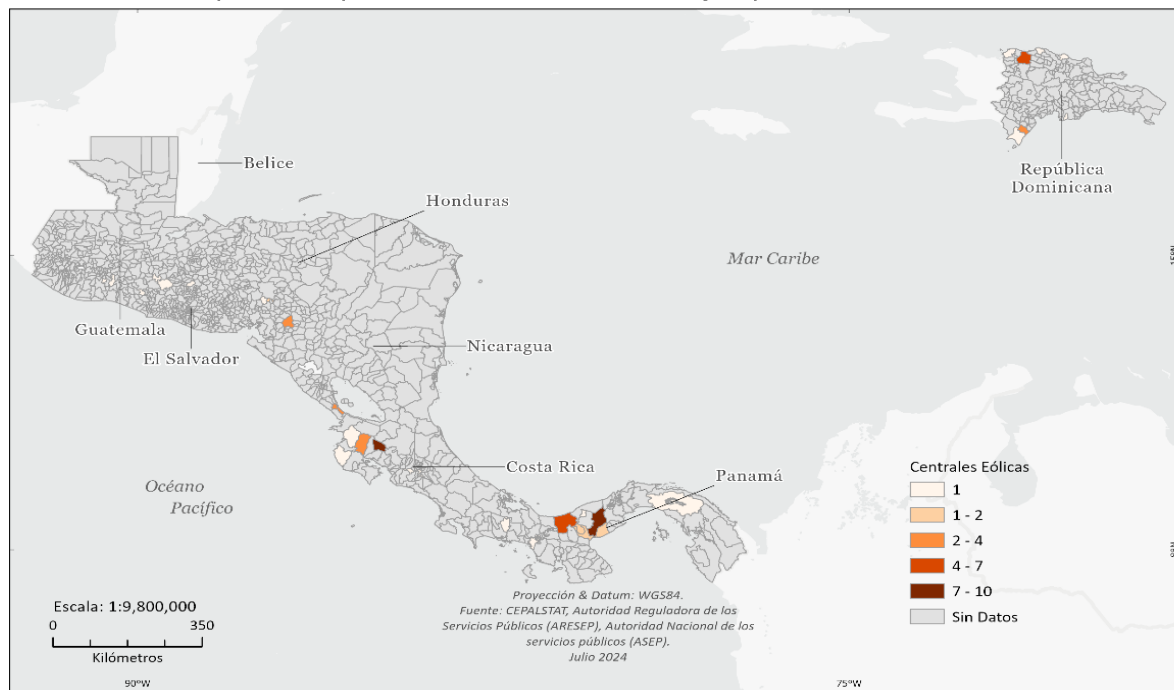 Belice
Honduras
República
Dominicana
Mar Caribe
15°N
Guatemala
El Salvador
Nicaragua
Costa Rica
Panamá
Océano
Pacífico
Centrales Eólicas
1
1 - 2
2 - 4
4 - 7
7 - 10
Sin Datos
Escala: 1:9,800,000
0 350
Kilómetros
Proyección & Datum: WGS84.
Fuente: CEPALSTAT, Autoridad Reguladora de los
Servicios Públicos (ARESEP), Autoridad Nacional de los
servicios públicos (ASEP).
Julio 2024
90°W
75°W